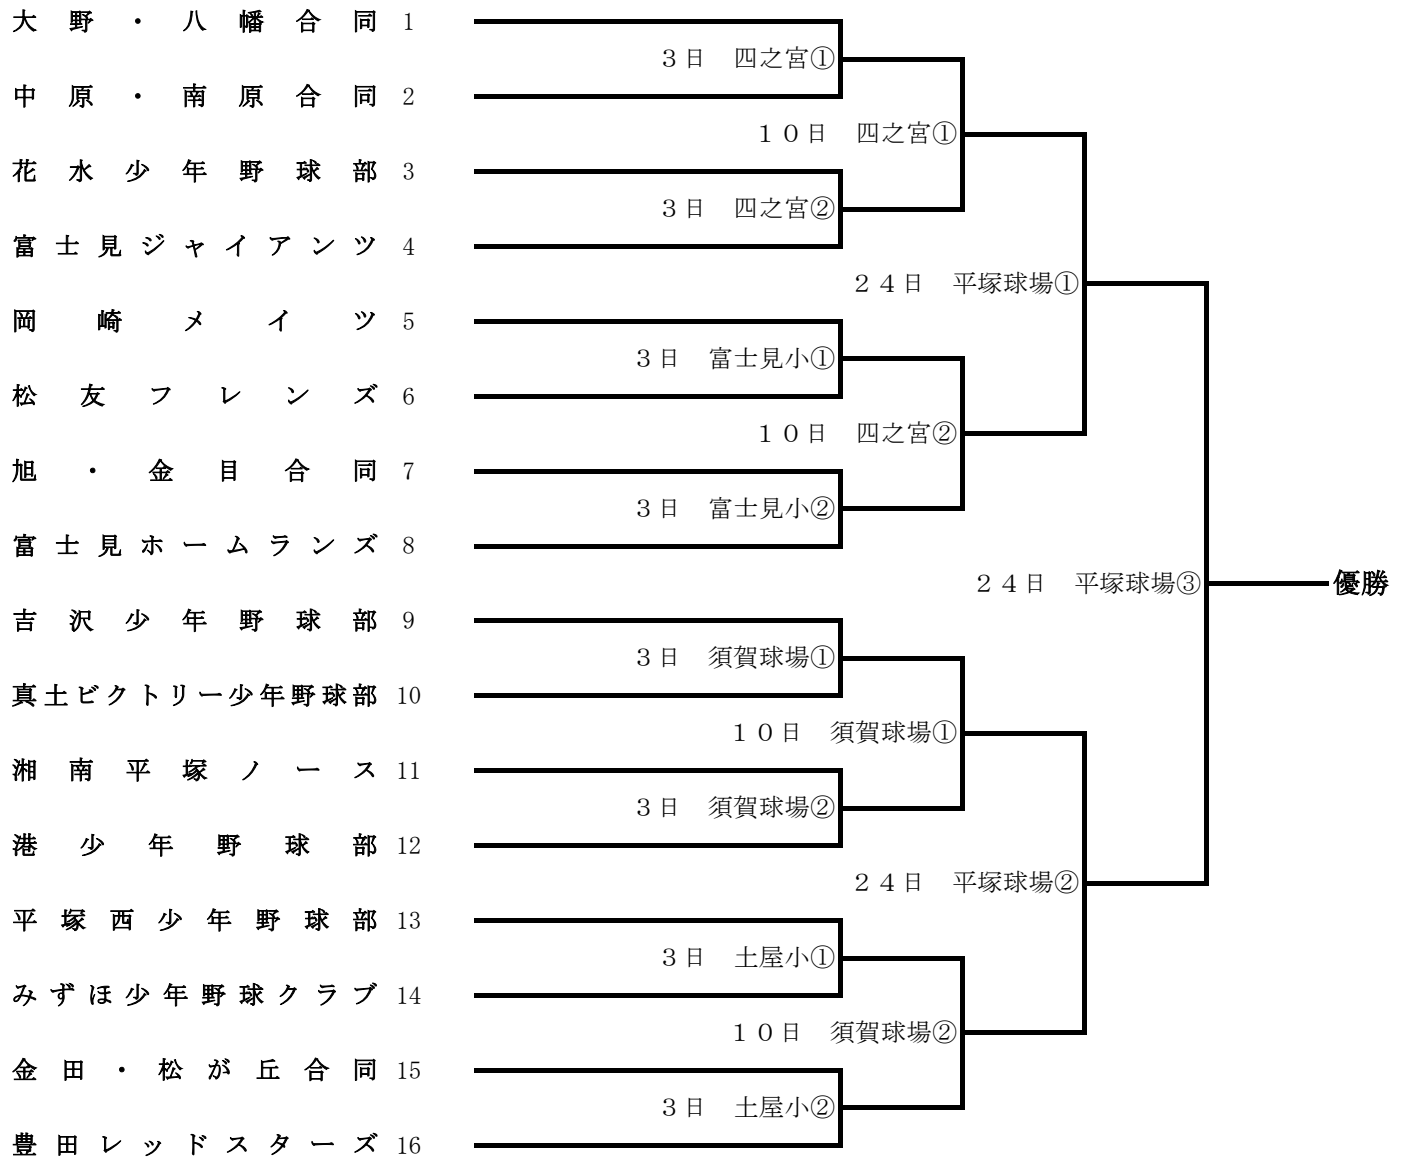 大野・八幡合同 1
3日 四之宮①
中原・南原合同 2
10日 四之宮①
花水少年野球部 3
3日 四之宮②
富士見ジャイアンツ 4
24日 平塚球場①
岡崎メイツ 5
3日 富士見小①
松友フレンズ 6
10日 四之宮②
旭・金目合同 7
3日 富士見小②
富士見ホームランズ 8
24日 平塚球場③ 優勝
吉沢少年野球部 9
3日 須賀球場①
真土ビクトリー少年野球部 10
10日 須賀球場①
湘南平塚ノース 11
3日 須賀球場②
港少年野球部 12
24日 平塚球場②
平塚西少年野球部 13
3日 土屋小①
みずほ少年野球クラブ 14
10日 須賀球場②
金田・松が丘合同 15
3日 土屋小②
豊田レッドスターズ 16